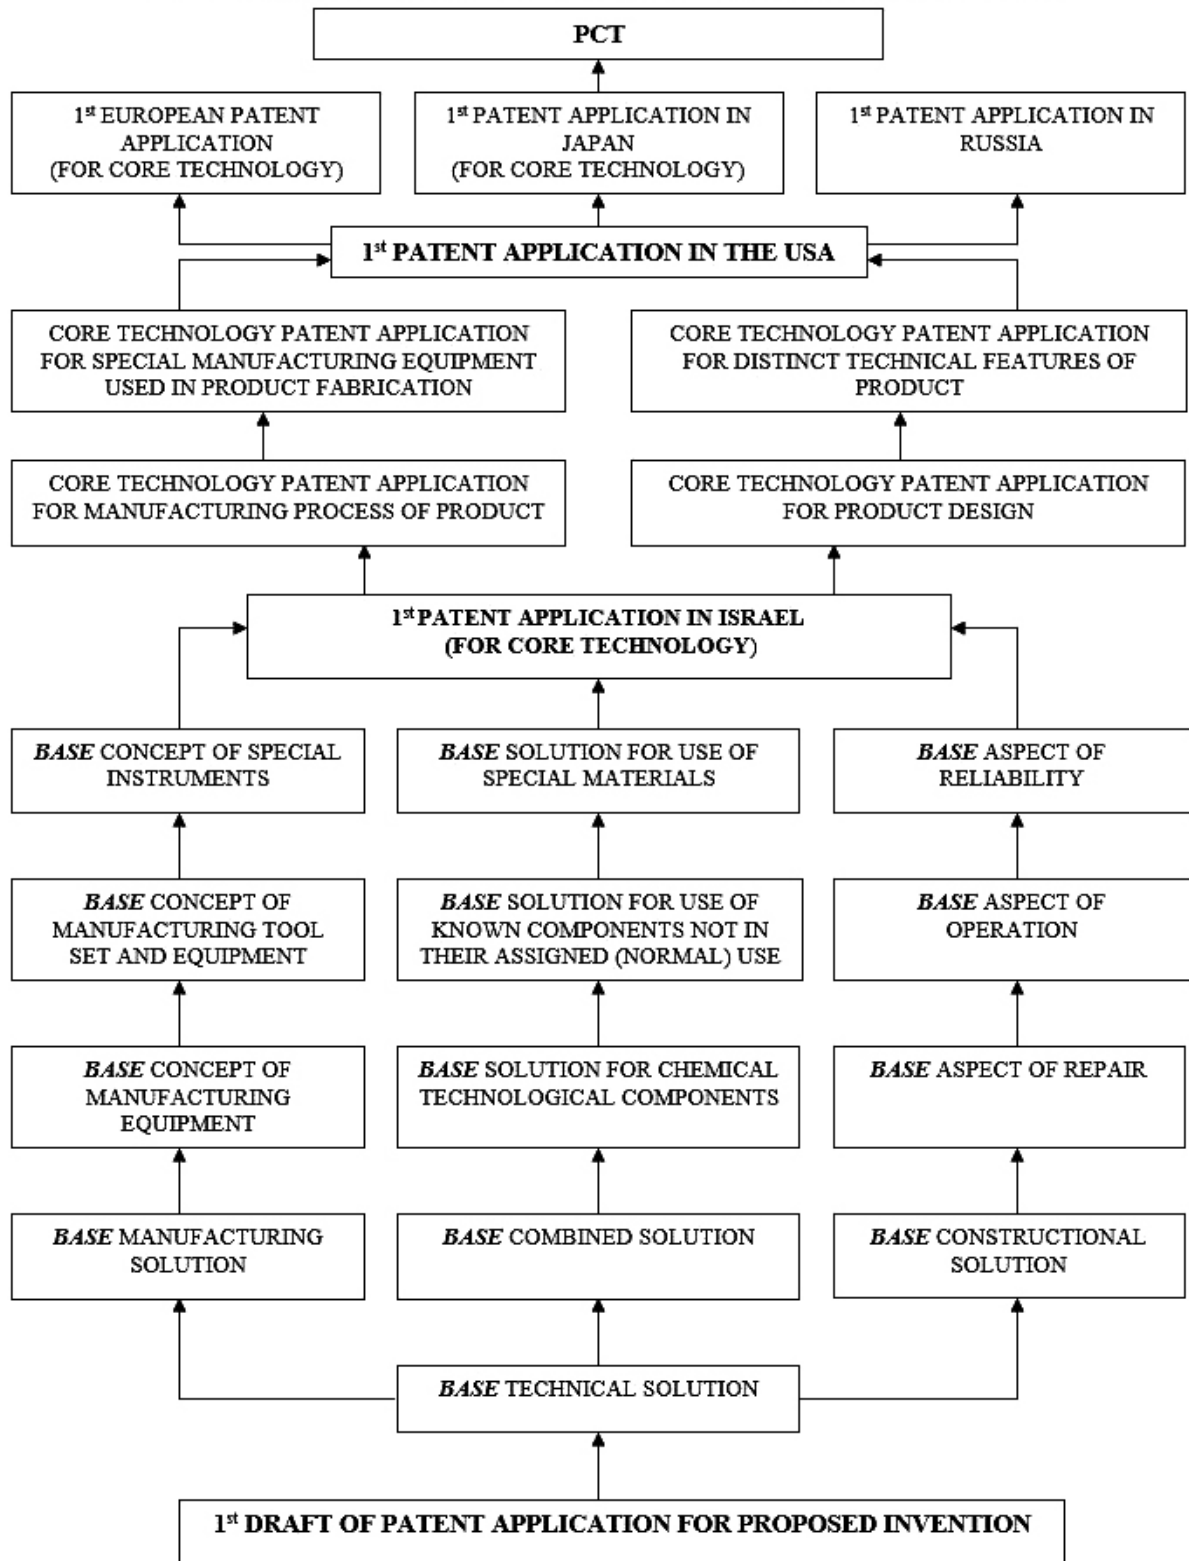 PCT
1st EUROPEAN PATENT
APPLICATION
(FOR CORE TECHNOLOGY)
1st PATENT APPLICATION IN
JAPAN
(FOR CORE TECHNOLOGY)
1st PATENT APPLICATION IN
RUSSIA
1st PATENT APPLICATION IN THE USA
CORE TECHNOLOGY PATENT APPLICATION
FOR SPECIAL MANUFACTURING EQUIPMENT
USED IN PRODUCT FABRICATION
CORE TECHNOLOGY PATENT APPLICATION
FOR DISTINCT TECHNICAL FEATURES OF
PRODUCT
CORE TECHNOLOGY PATENT APPLICATION
FOR MANUFACTURING PROCESS OF PRODUCT
CORE TECHNOLOGY PATENT APPLICATION
FOR PRODUCT DESIGN
1st PATENT APPLICATION IN ISRAEL
(FOR CORE TECHNOLOGY)
BASE CONCEPT OF SPECIAL
INSTRUMENTS
BASE SOLUTION FOR USE OF
SPECIAL MATERIALS
BASE ASPECT OF
RELIABILITY
BASE CONCEPT OF
MANUFACTURING TOOL
SET AND EQUIPMENT
BASE SOLUTION FOR USE OF
KNOWN COMPONENTS NOT IN
THEIR ASSIGNED (NORMAL) USE
BASE ASPECT OF
OPERATION
BASE CONCEPT OF
MANUFACTURING
EQUIPMENT
BASE SOLUTION FOR CHEMICAL
TECHNOLOGICAL COMPONENTS
BASE ASPECT OF REPAIR
BASE MANUFACTURING
SOLUTION
BASE COMBINED SOLUTION
BASE CONSTRUCTIONAL
SOLUTION
BASE TECHNICAL SOLUTION
1st DRAFT OF PATENT APPLICATION FOR PROPOSED INVENTION